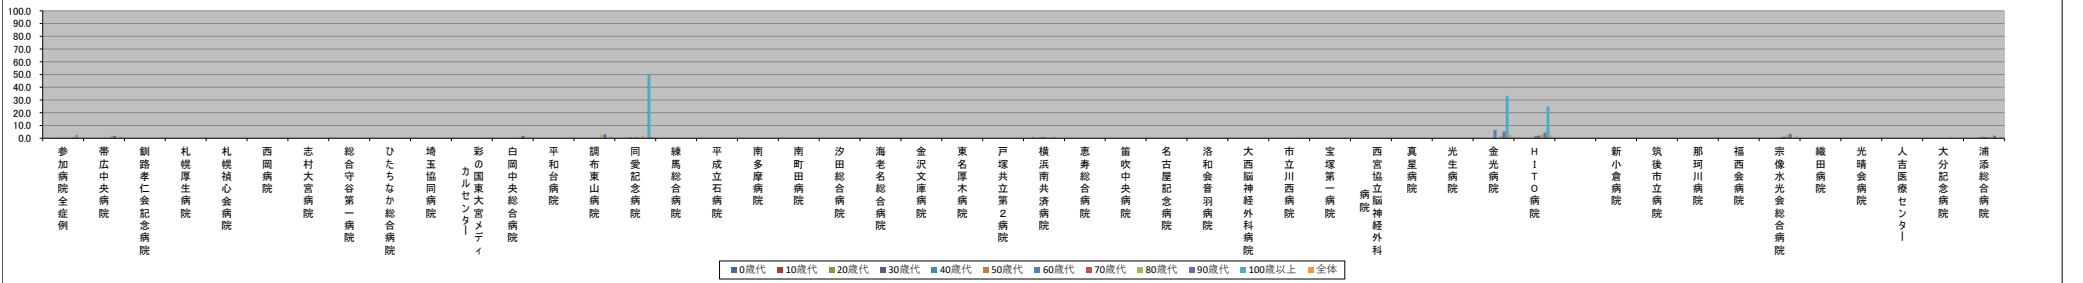 100.0
90.0
80.0
70.0
60.0
50.0
40.0
30.0
20.0
10.0
0.0
参加病院全症例
帯広中央病院
釧路孝仁会記念病院
札幌厚生病院
札幌禎心会病院
西岡病院
志村大宮病院
総合守谷第一病院
ひたちなか総合病院
埼玉協同病院
彩の国東大宮メディ
カルセンター
白岡中央総合病院
平和台病院
調布東山病院
同愛記念病院
練馬総合病院
平成立石病院
南多摩病院
南町田病院
汐田総合病院
海老名総合病院
金沢文庫病院
東名厚木病院
戸塚共立第２病院
横浜南共済病院
恵寿総合病院
笛吹中央病院
名古屋記念病院
洛和会音羽病院
大西脳神経外科病院
市立川西病院
宝塚第一病院
西宮協立脳神経外科
病院
真星病院
光生病院
金光病院
ＨＩＴＯ病院
新小倉病院
筑後市立病院
那珂川病院
福西会病院
宗像水光会総合病院
織田病院
光晴会病院
人吉医療センター
大分記念病院
浦添総合病院
0歳代 10歳代 20歳代 30歳代 40歳代 50歳代 60歳代 70歳代 80歳代 90歳代 100歳以上 全体